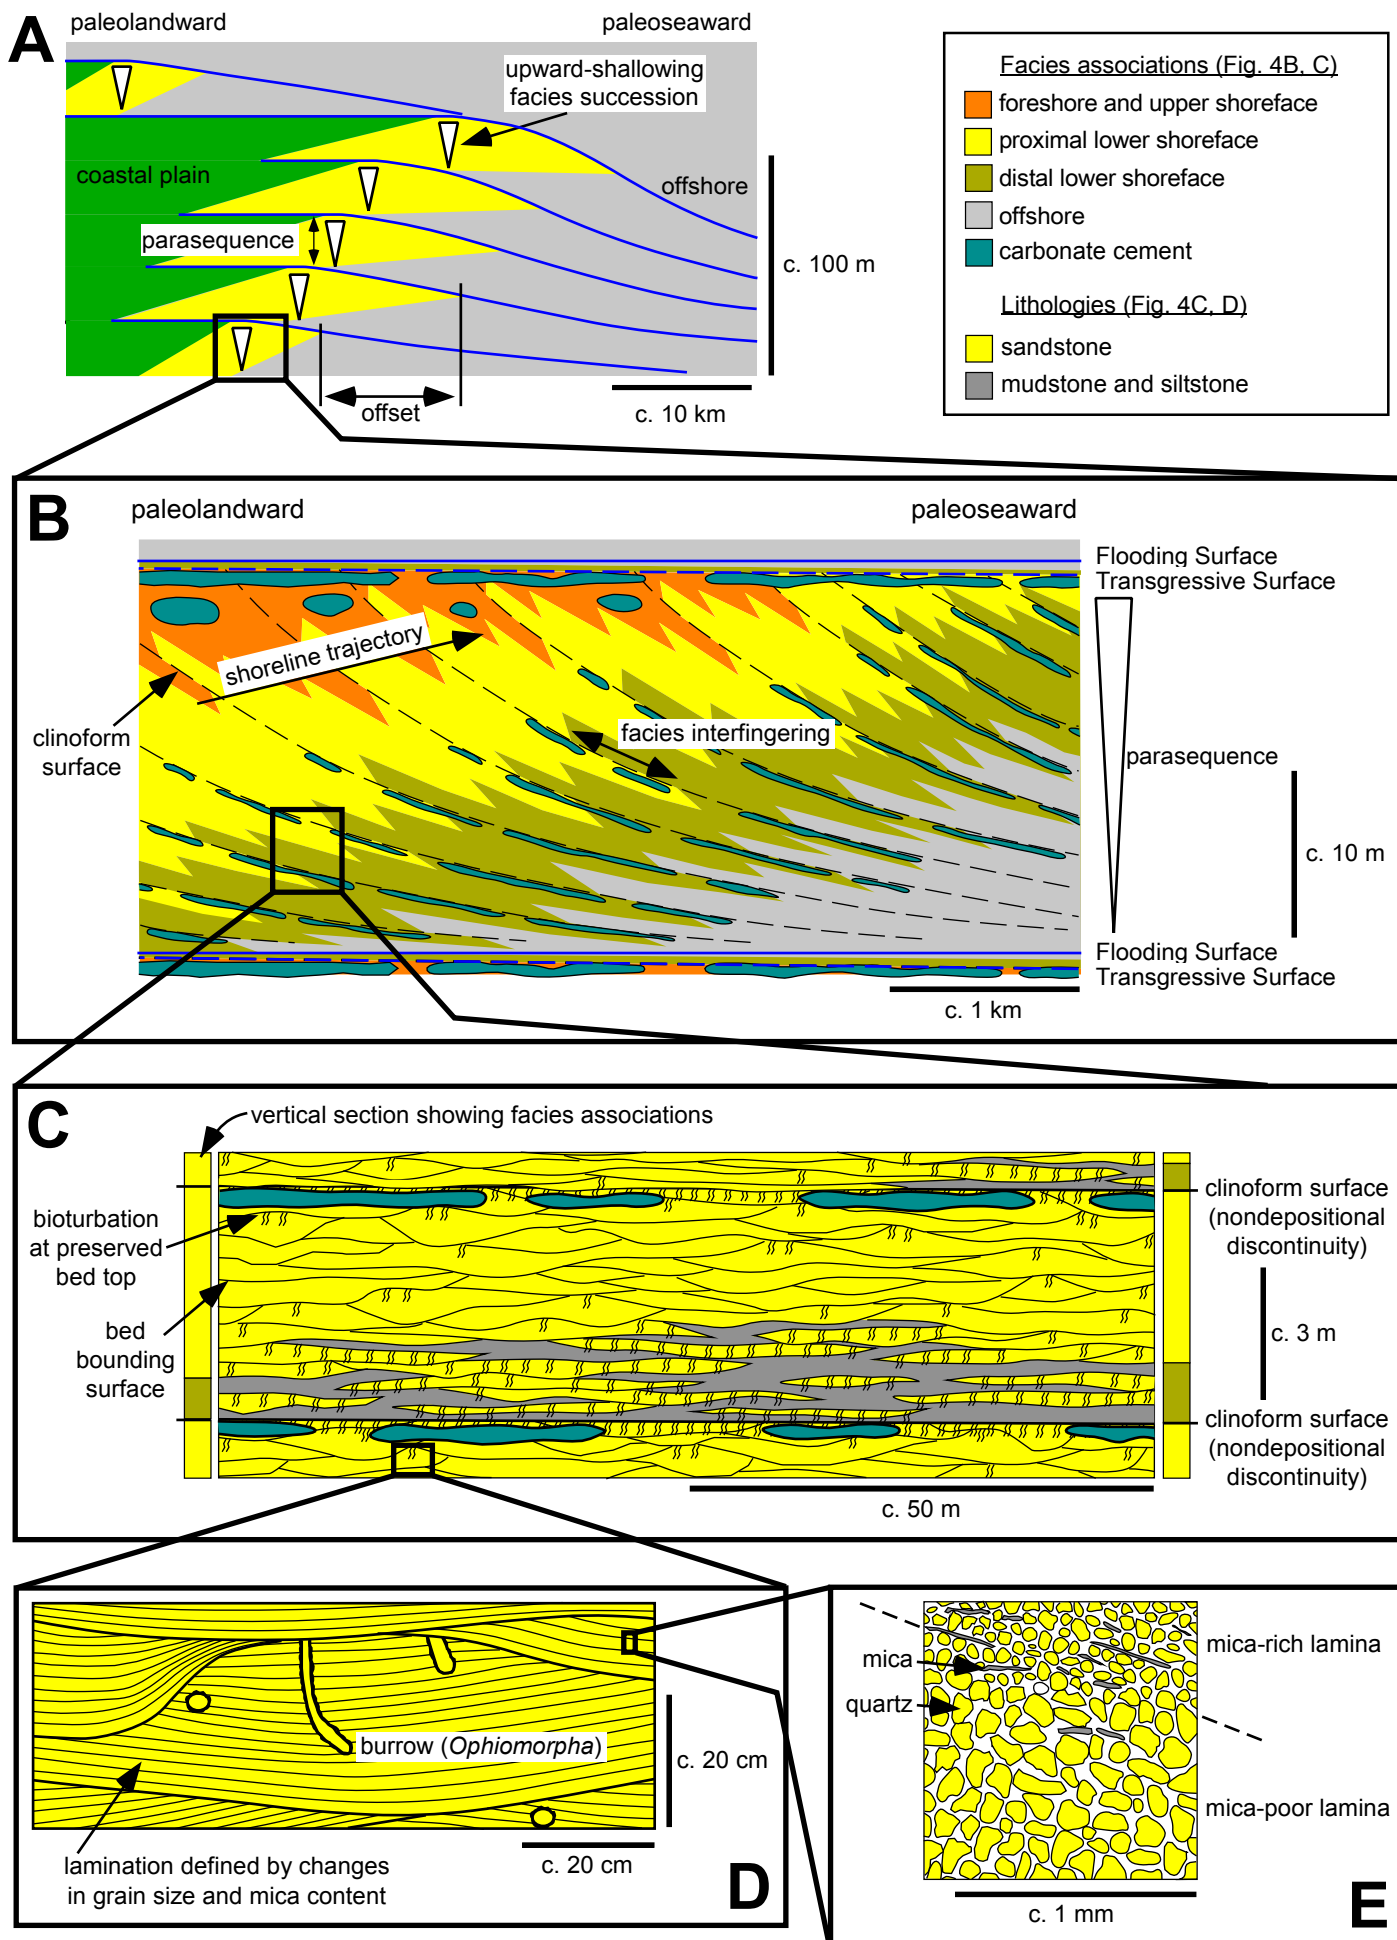 A
paleolandward
paleoseaward
upward-shallowing
facies succession
coastal plain
offshore
parasequence
c. 100 m
offset
c. 10 km
Facies associations (Fig. 4B, C)
foreshore and upper shoreface
proximal lower shoreface
distal lower shoreface
offshore
carbonate cement
Lithologies (Fig. 4C, D)
sandstone
mudstone and siltstone
B
paleolandward
paleoseaward
Flooding Surface
Transgressive Surface
shoreline trajectory
clinoform
surface
facies interfingering
parasequence
c. 10 m
Flooding Surface
Transgressive Surface
c. 1 km
C
vertical section showing facies associations
bioturbation
at preserved
bed top
bed
bounding
surface
clinoform surface
(nondepositional
discontinuity)
c. 3 m
clinoform surface
(nondepositional
discontinuity)
c. 50 m
burrow (Ophiomorpha)
c. 20 cm
c. 20 cm
lamination defined by changes
in grain size and mica content
D
mica
quartz
mica-rich lamina
mica-poor lamina
c. 1 mm
E